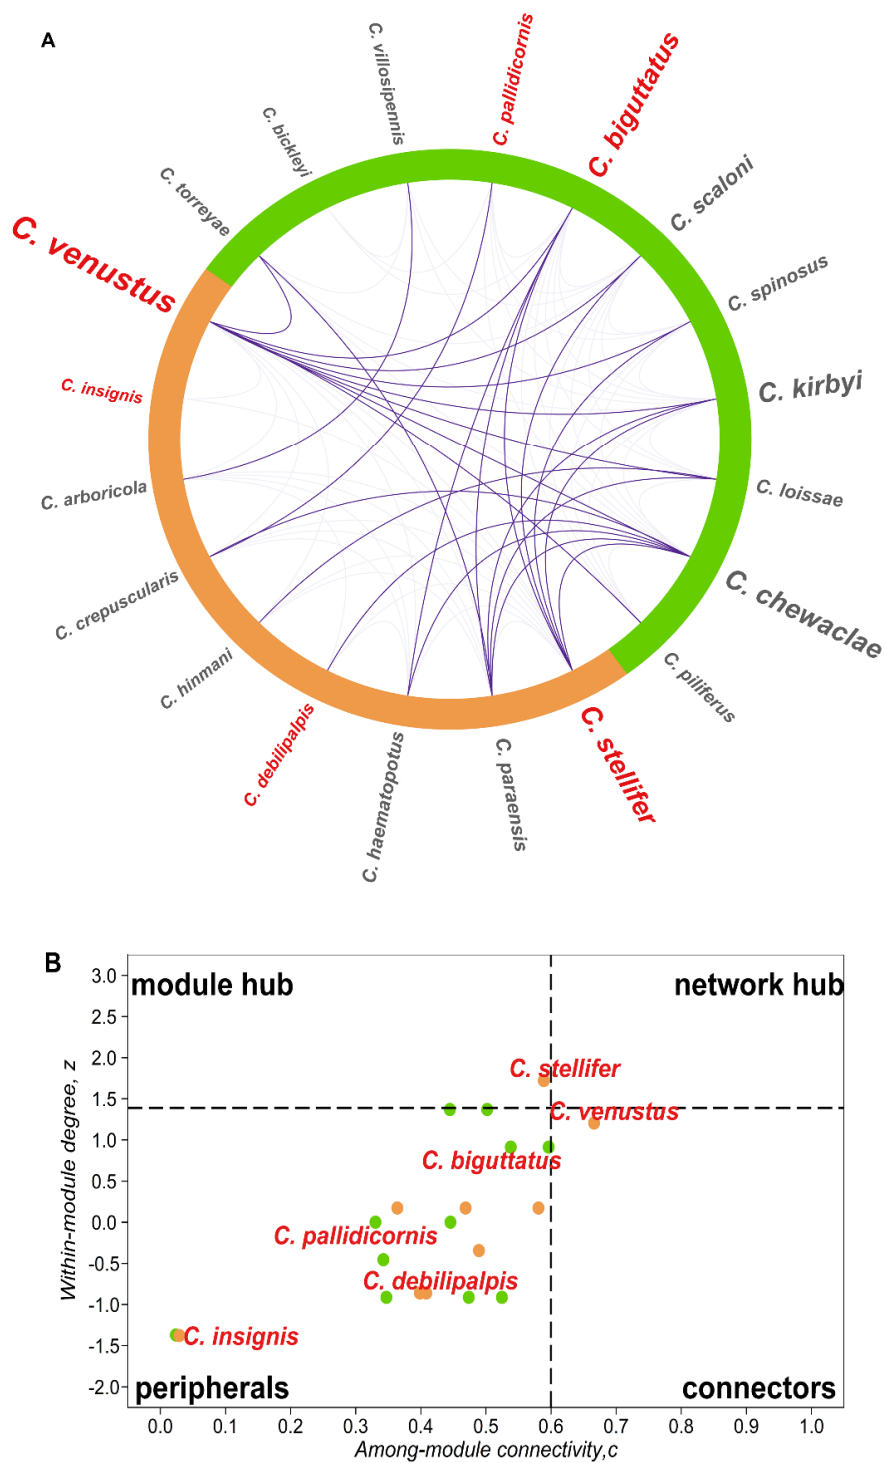 A
C. villosipennis
C. pallidicornis
C. biguttatus
C. bickleyi
C. scaloni
C. torreyae
C. venustus
C. spinosus
C. insignis
C. kirbyi
C. arboricola
C. loissae
C. crepuscularis
C. chewaclae
C. hinmani
C. piliferus
C. debilipalpis
C. stellifer
C. haematopotus
C. paraensis
B
module hub
network hub
3.0
2.5
2.0
1.5
1.0
0.5
0.0
-0.5
-1.0
-1.5
-2.0
Within-module degree, z
C. stellifer
C. venustus
C. biguttatus
C. pallidicornis
C. debilipalpis
C. insignis
peripherals
connectors
0.0 0.1 0.2 0.3 0.4 0.5 0.6 0.7 0.8 0.9 1.0
Among-module connectivity,c